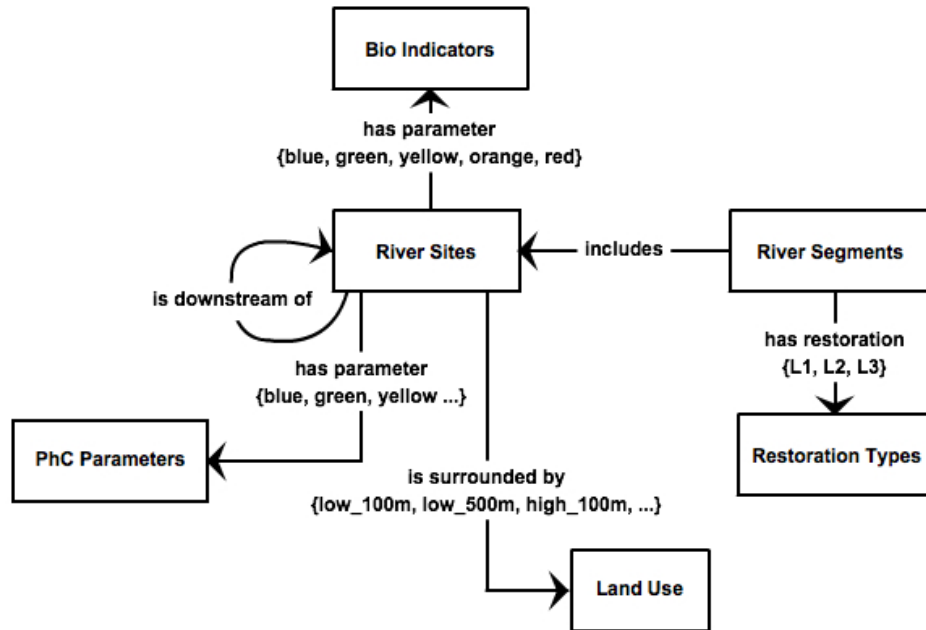 Bio Indicators
has parameter
{blue, green, yellow, orange, red}
River Sites
includes
River Segments
is downstream of
has restoration
{L1, L2, L3}
has parameter
{blue, green, yellow ...}
PhC Parameters
Restoration Types
is surrounded by
{low_100m, low_500m, high_100m, ...}
Land Use